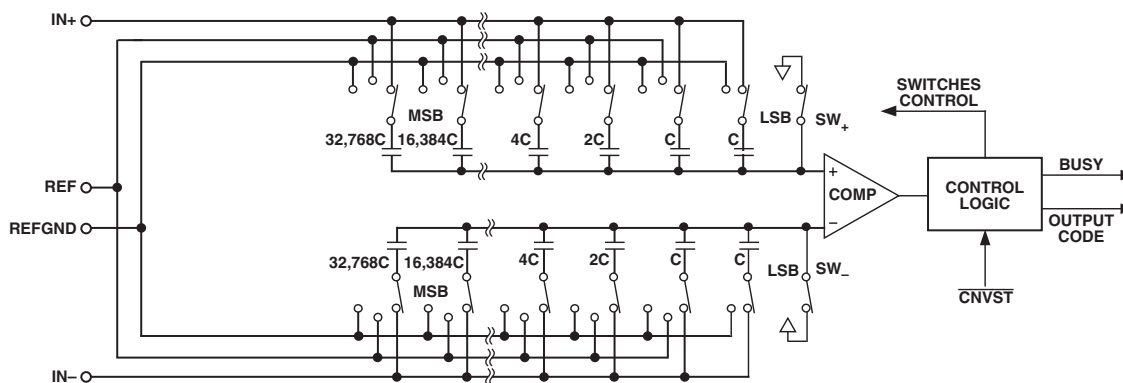 IN+
MSB
32,768C 16,384C 4C 2C C C
LSB SW+
SWITCHES
CONTROL
REF
REFGND
+
COMP
−
CONTROL
LOGIC
BUSY
OUTPUT
CODE
CNVST
32,768C 16,384C 4C 2C C C
MSB
LSB SW−
IN−